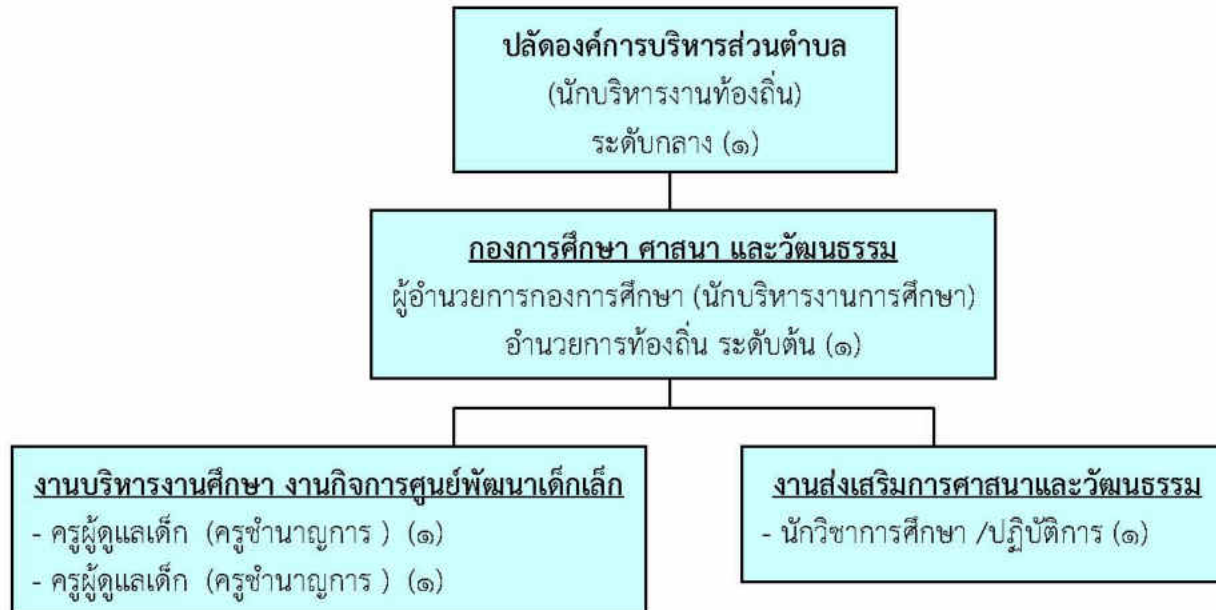 ปลัดองค์การบริหารส่วนตำบล
(นักบริหารงานท้องถิ่น)
ระดับกลาง (๑)
กองการศึกษา ศาสนา และวัฒนธรรม
ผู้อำนวยการกองการศึกษา (นักบริหารงานการศึกษา)
อำนวยการท้องถิ่น ระดับต้น (๑)
งานบริหารงานศึกษา งานกิจการศูนย์พัฒนาเด็กเล็ก
- ครูผู้ดูแลเด็ก (ครูชำนาญการ ) (๑)
- ครูผู้ดูแลเด็ก (ครูชำนาญการ ) (๑)
งานส่งเสริมการศาสนาและวัฒนธรรม
- นักวิชาการศึกษา /ปฏิบัติการ (๑)